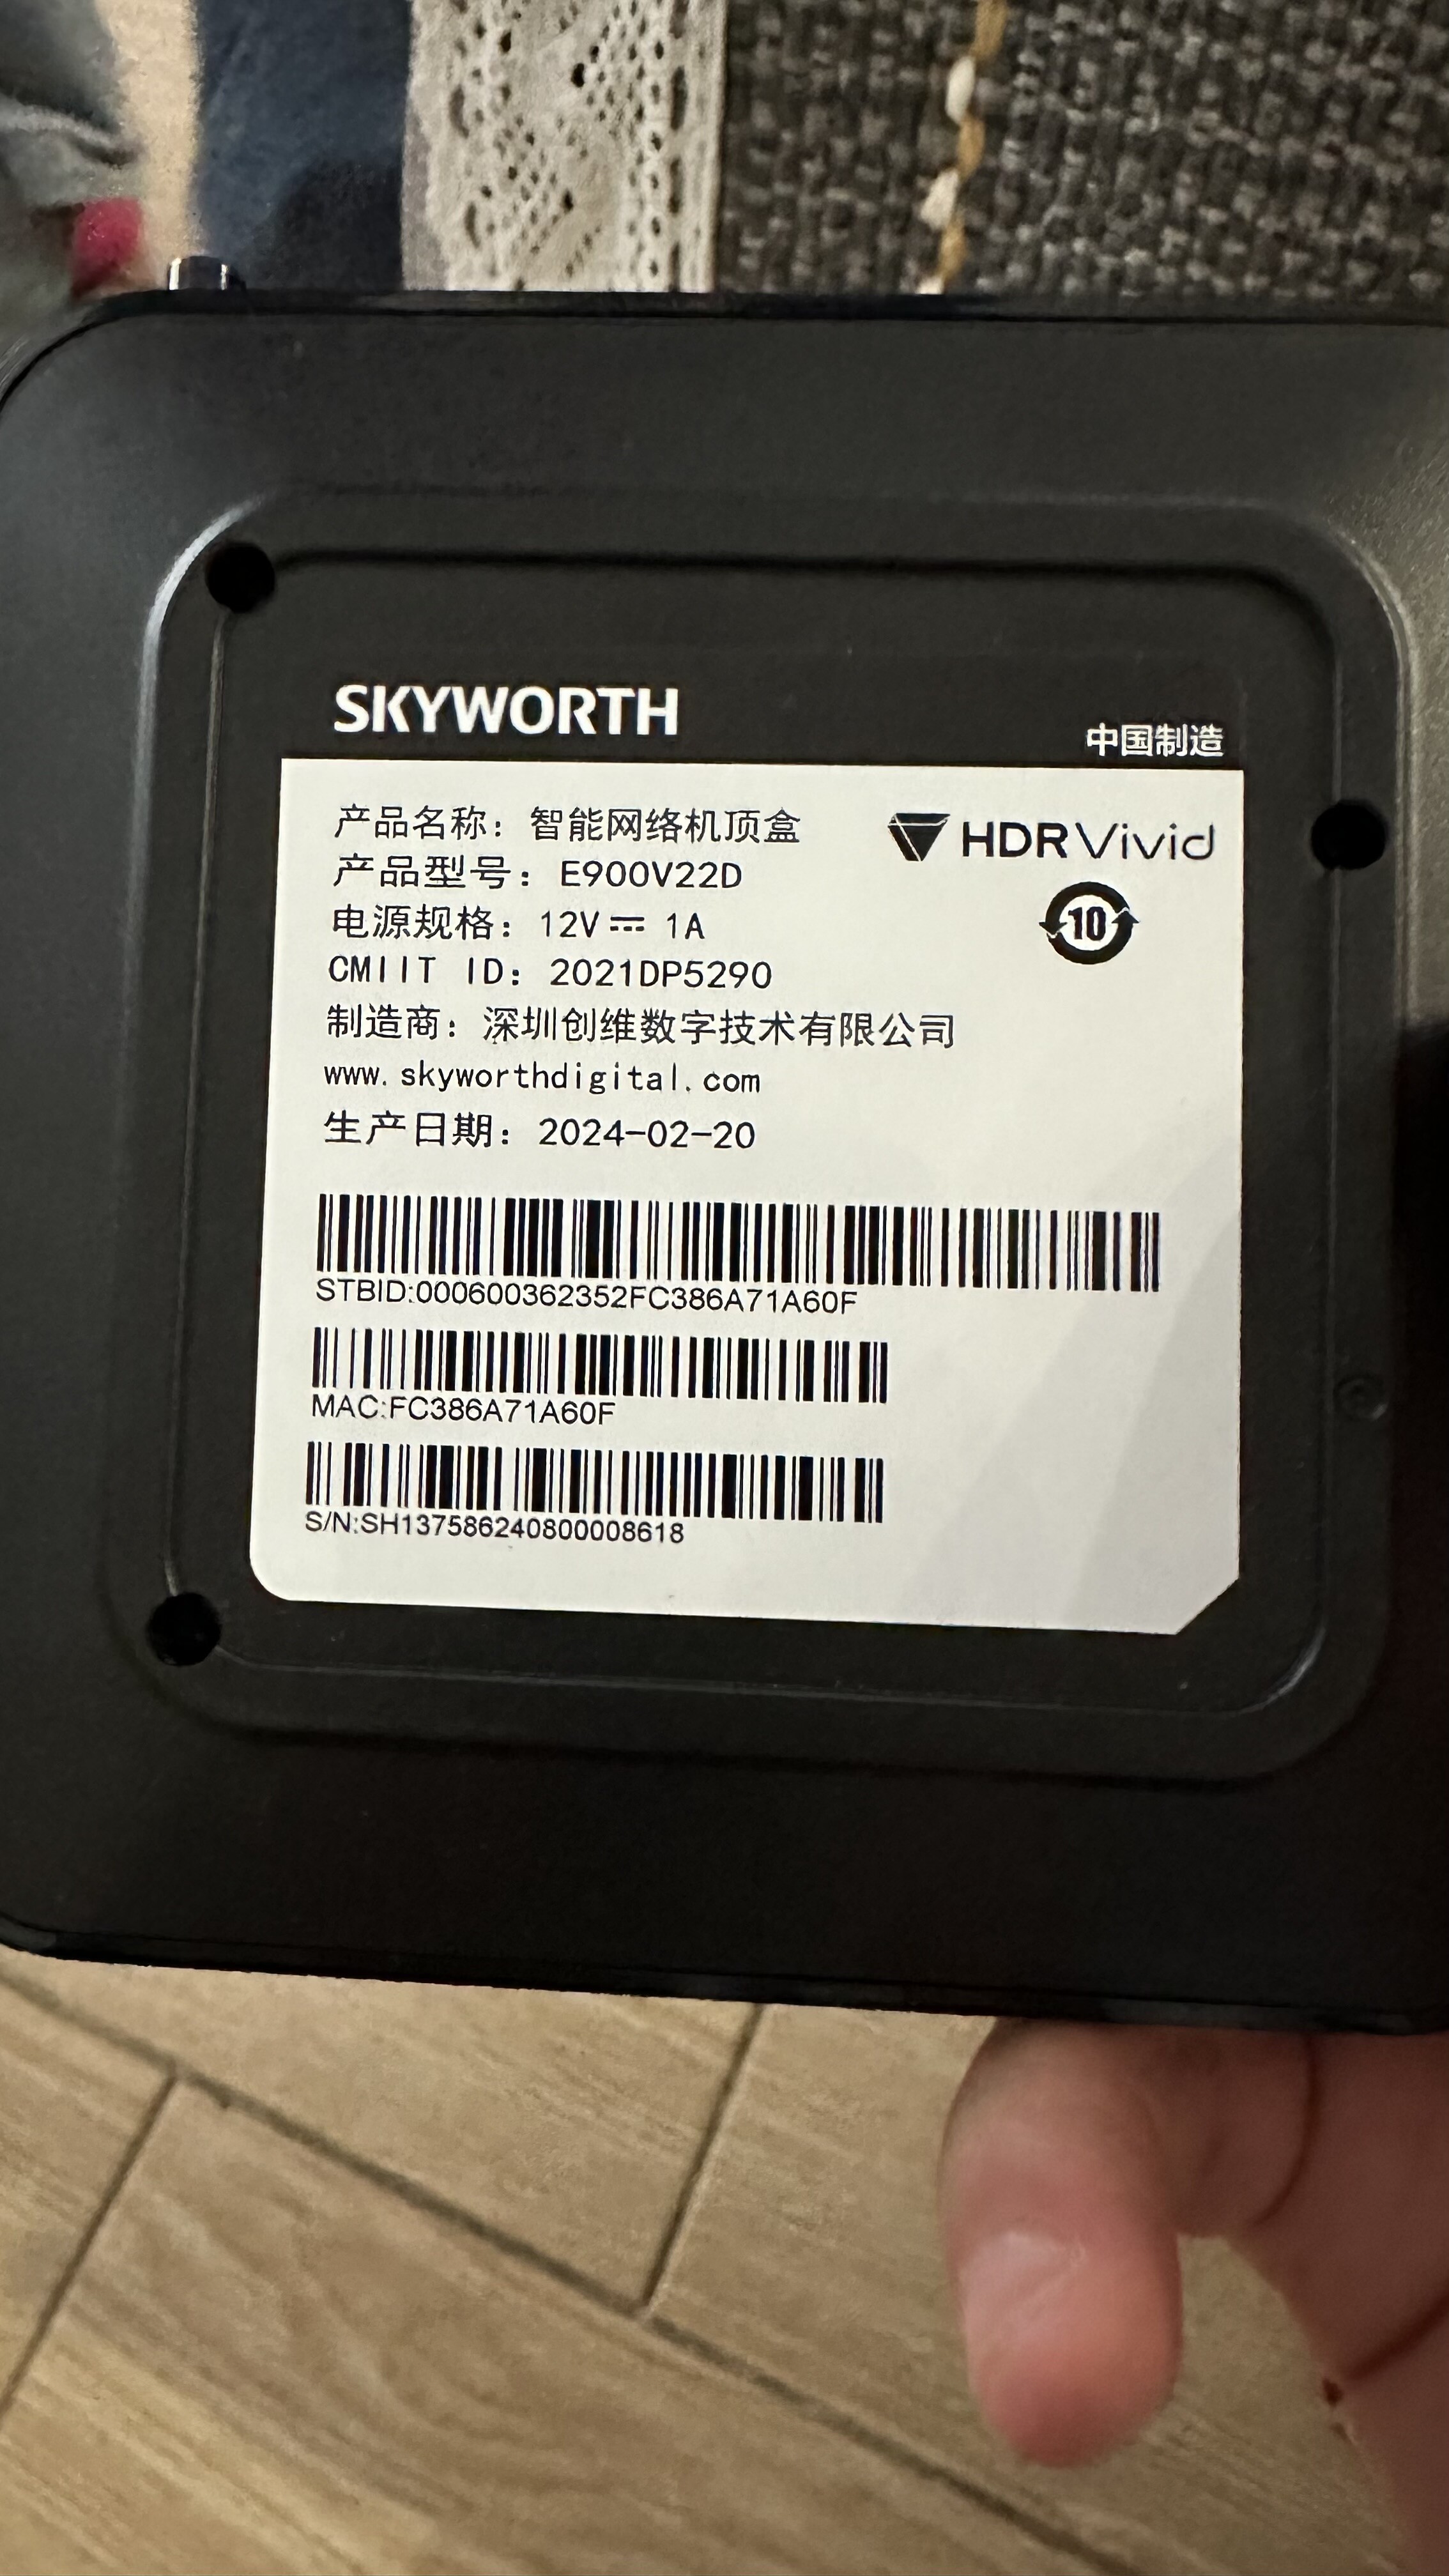 SKYWORTH
中国制造
产品名称：智能网络机顶盒
HDR Vivid
产品型号：E900V22D
10
电源规格：12V⎓ 1A
CMIIT ID：2021DP5290
制造商：深圳创维数字技术有限公司
www.skyworthdigital.com
生产日期：2024-02-20
STBID:000600362352FC386A71A60F
MAC:FC386A71A60F
S/N:SH137586240800008618